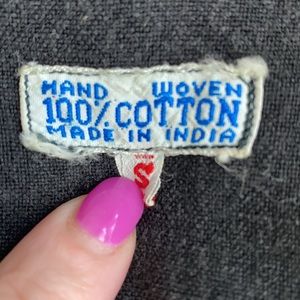 HAND WOVEN
100% COTTON
MADE IN INDIA
S